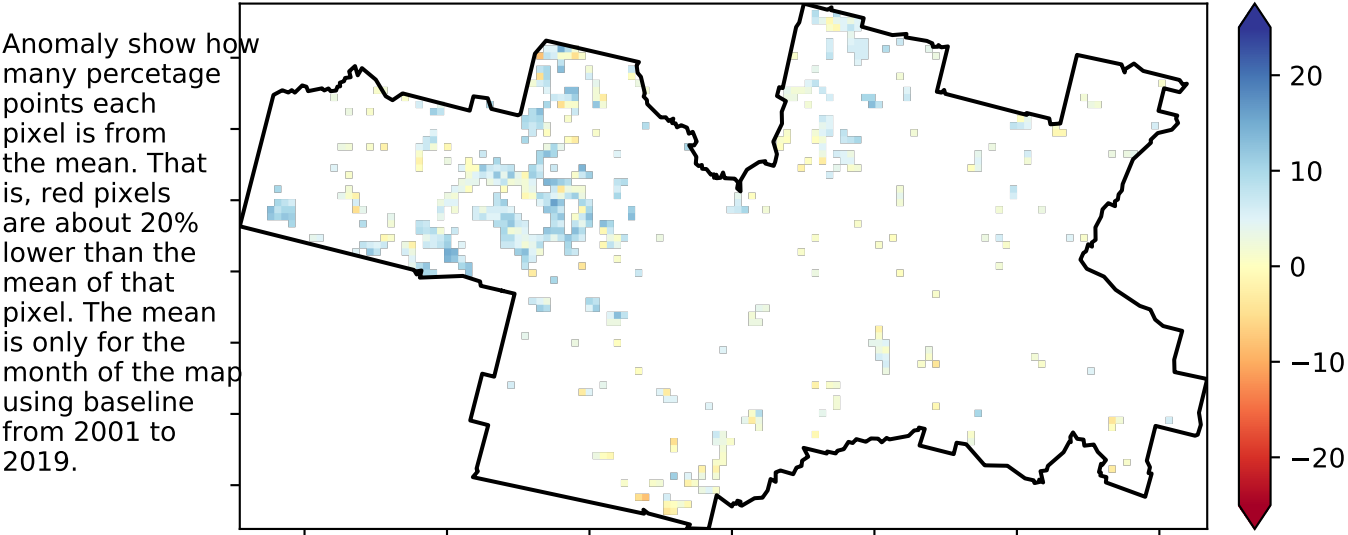 Anomaly show how
many percetage
points each
pixel is from
the mean. That
is, red pixels
are about 20%
lower than the
mean of that
pixel. The mean
is only for the
month of the map
using baseline
from 2001 to
2019.
20
10
0
−10
−20